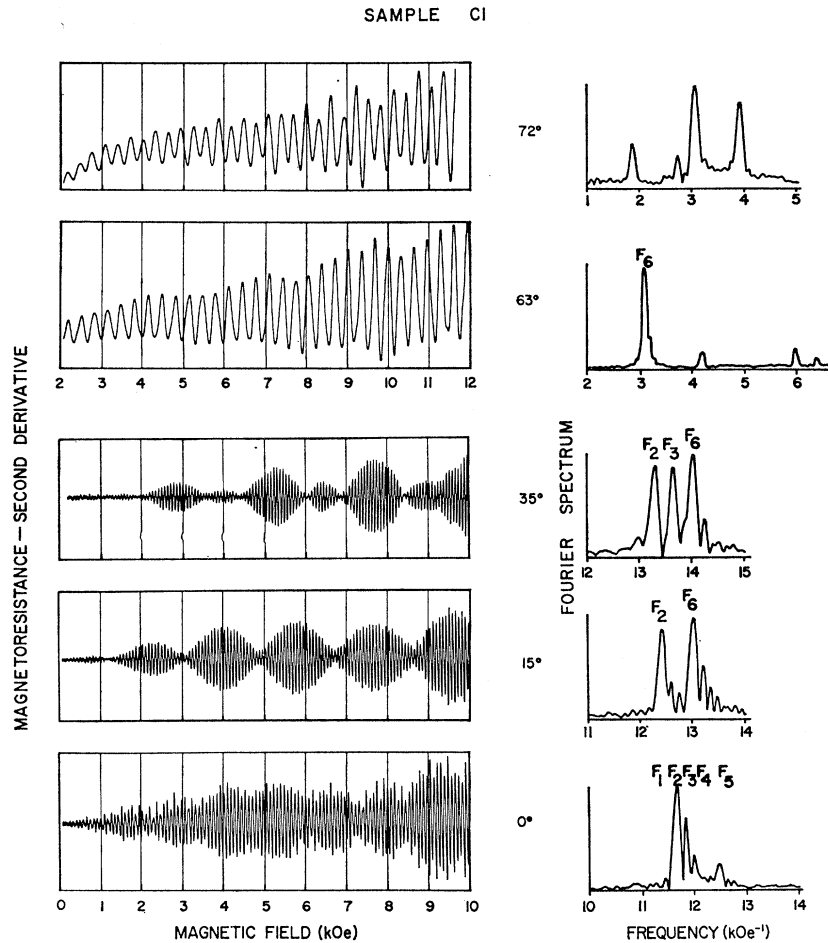 SAMPLE CI
72°
1 2 3 4 5
F6
63°
2 3 4 5 6 7 8 9 10 11 12
2 3 4 5 6
MAGNETORESISTANCE – SECOND DERIVATIVE
FOURIER SPECTRUM
F2 F3 F6
35°
12 13 14 15
F2 F6
15°
11 12 13 14
F1 F2 F3 F4 F5
0°
0 1 2 3 4 5 6 7 8 9 10
10 11 12 13 14
MAGNETIC FIELD (kOe)
FREQUENCY (kOe⁻¹)